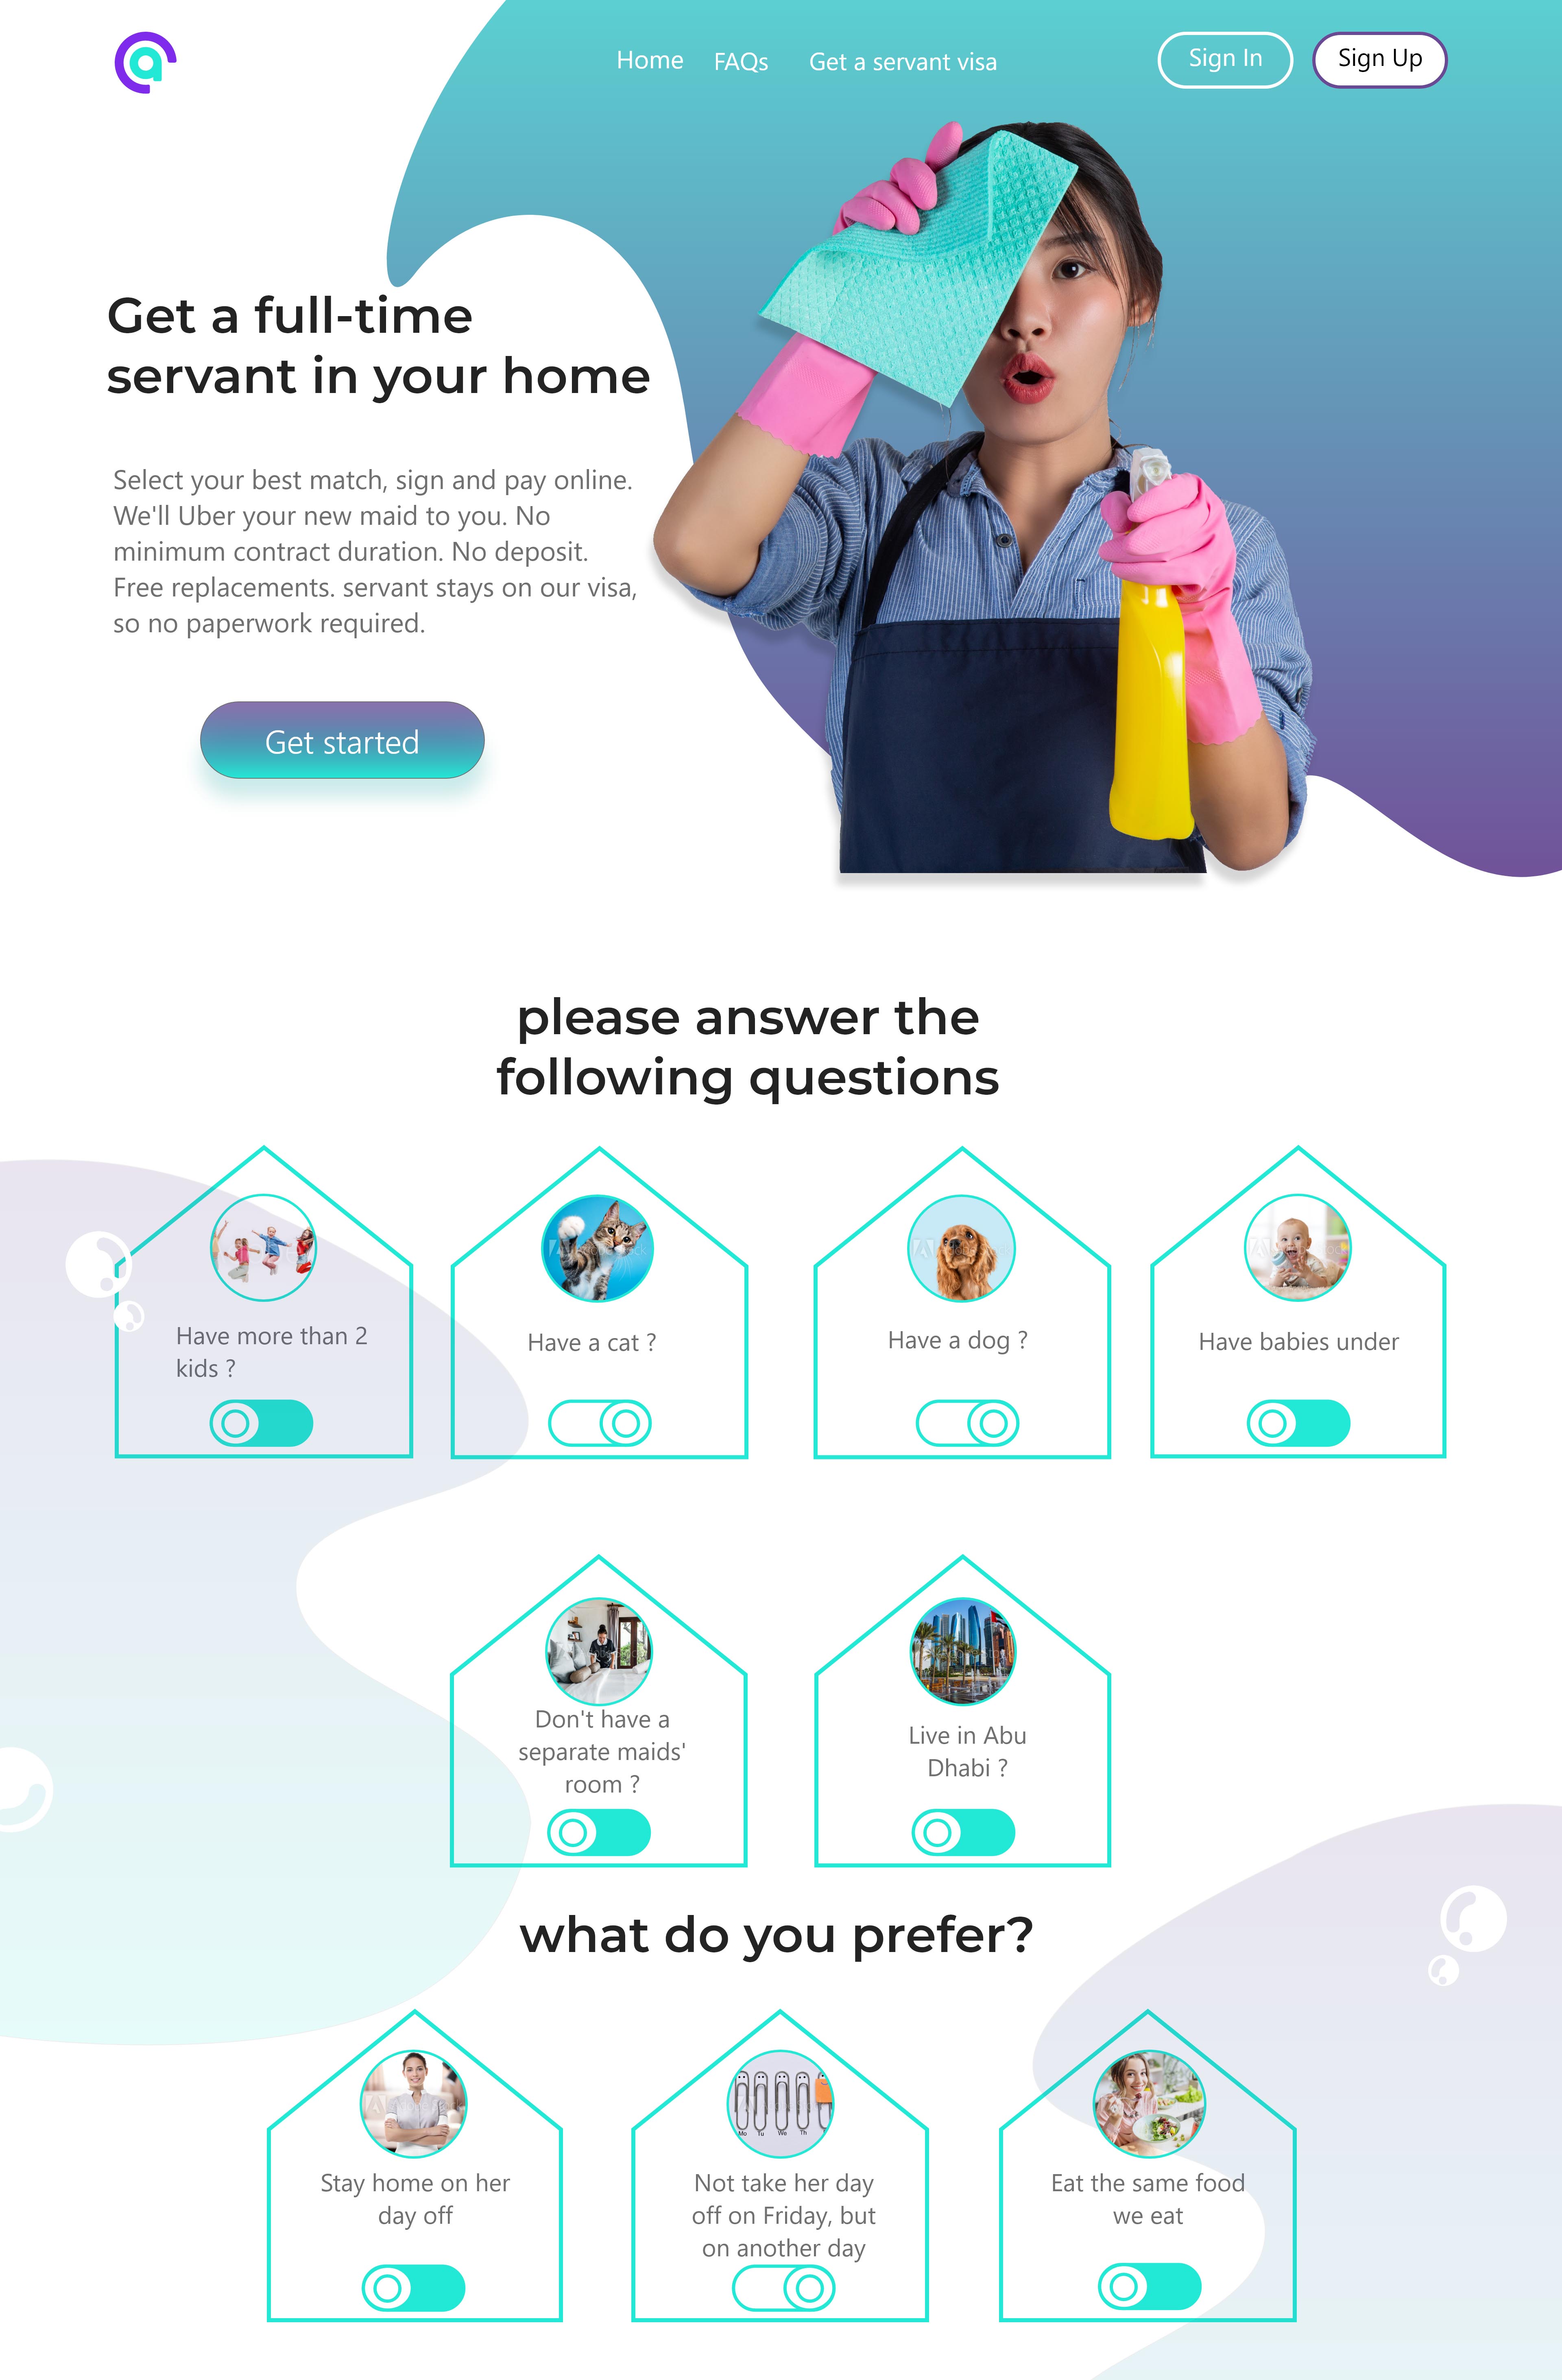 Home FAQs Get a servant visa Sign In Sign Up
Get a full-time
servant in your home
Select your best match, sign and pay online.
We'll Uber your new maid to you. No
minimum contract duration. No deposit.
Free replacements. servant stays on our visa,
so no paperwork required.
Get started
please answer the
following questions
Have more than 2
kids ?
Have a cat ?
Have a dog ?
Have babies under
Don't have a
separate maids'
room ?
Live in Abu
Dhabi ?
what do you prefer?
Stay home on her
day off
Mo Tu We Th
Not take her day
off on Friday, but
on another day
Eat the same food
we eat